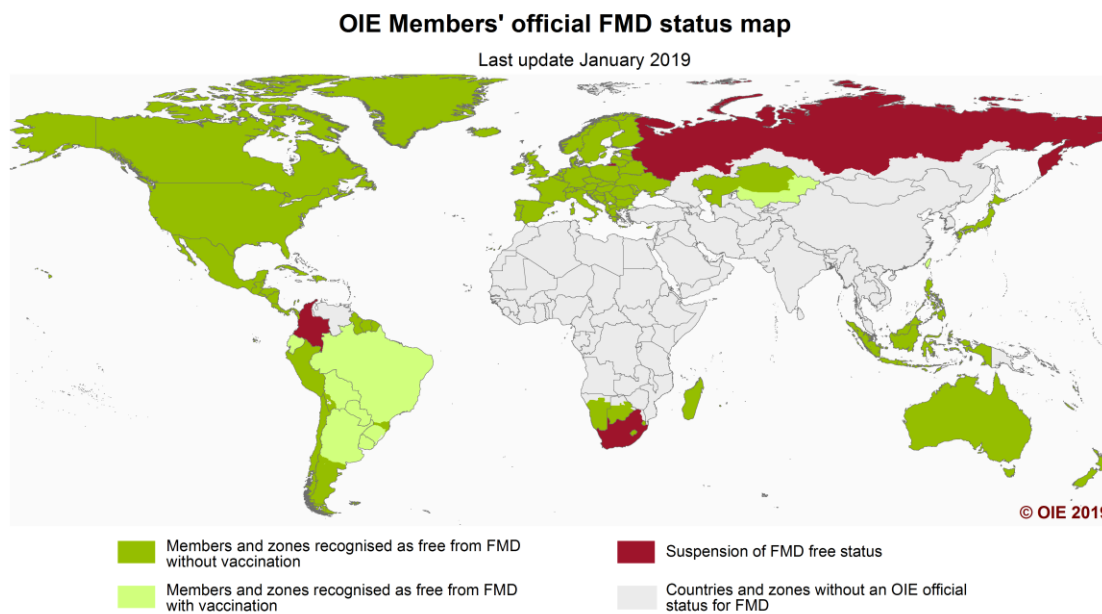 OIE Members' official FMD status map
Last update January 2019
© OIE 2019
Members and zones recognised as free from FMD
without vaccination
Members and zones recognised as free from FMD
with vaccination
Suspension of FMD free status
Countries and zones without an OIE official
status for FMD